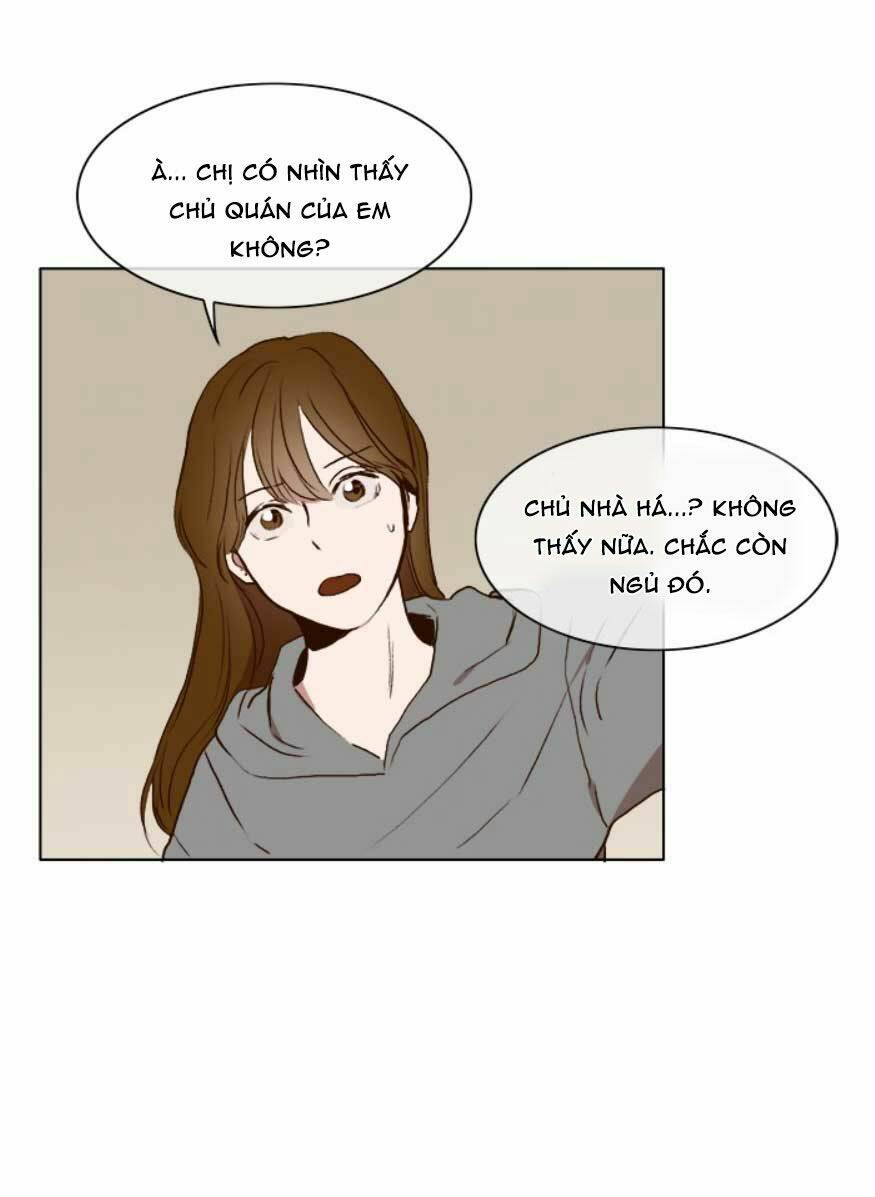 À... CHỊ CÓ NHÌN THẤY
CHỦ QUÁN CỦA EM
KHÔNG?
CHỦ NHÀ HÁ...? KHÔNG
THẤY NỮA. CHẮC CÒN
NGỦ ĐÓ.